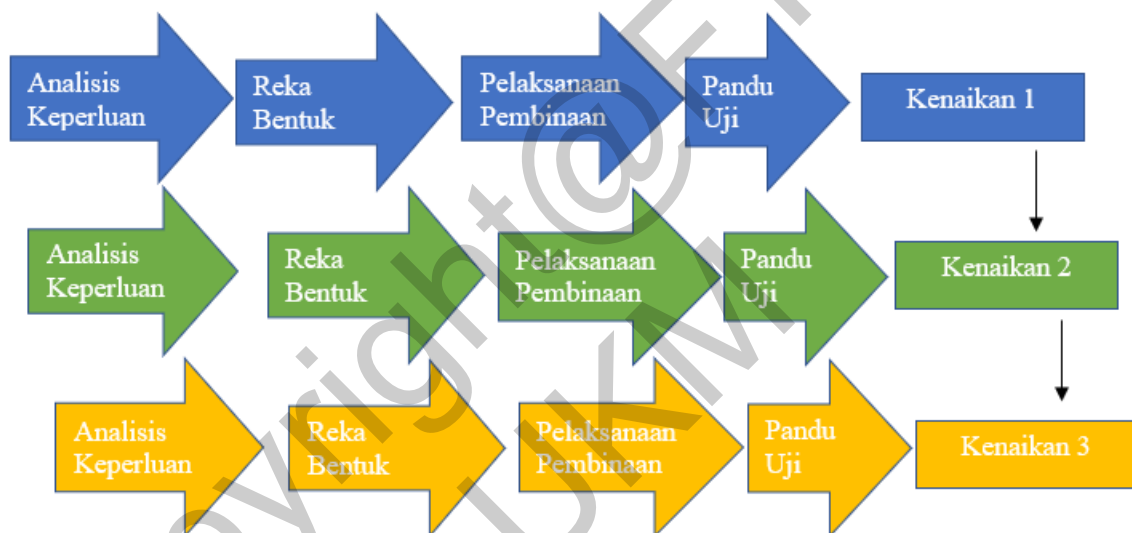 Analisis
Keperluan
Reka
Bentuk
Pelaksanaan
Pembinaan
Pandu
Uji
Kenaikan 1
Analisis
Keperluan
Reka
Bentuk
Pelaksanaan
Pembinaan
Pandu
Uji
Kenaikan 2
Analisis
Keperluan
Reka
Bentuk
Pelaksanaan
Pembinaan
Pandu
Uji
Kenaikan 3
UKM